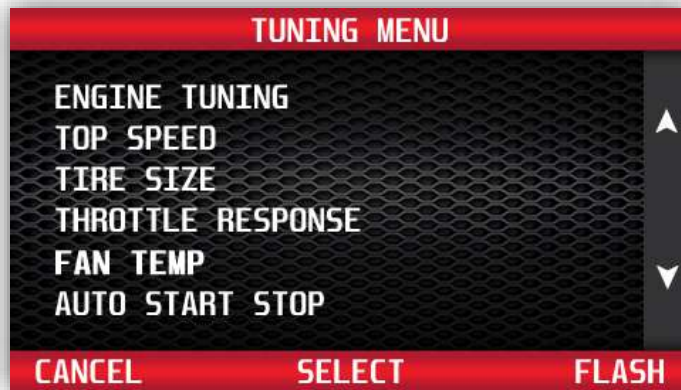 TUNING MENU
ENGINE TUNING
TOP SPEED
TIRE SIZE
THROTTLE RESPONSE
FAN TEMP
AUTO START STOP
CANCEL SELECT FLASH